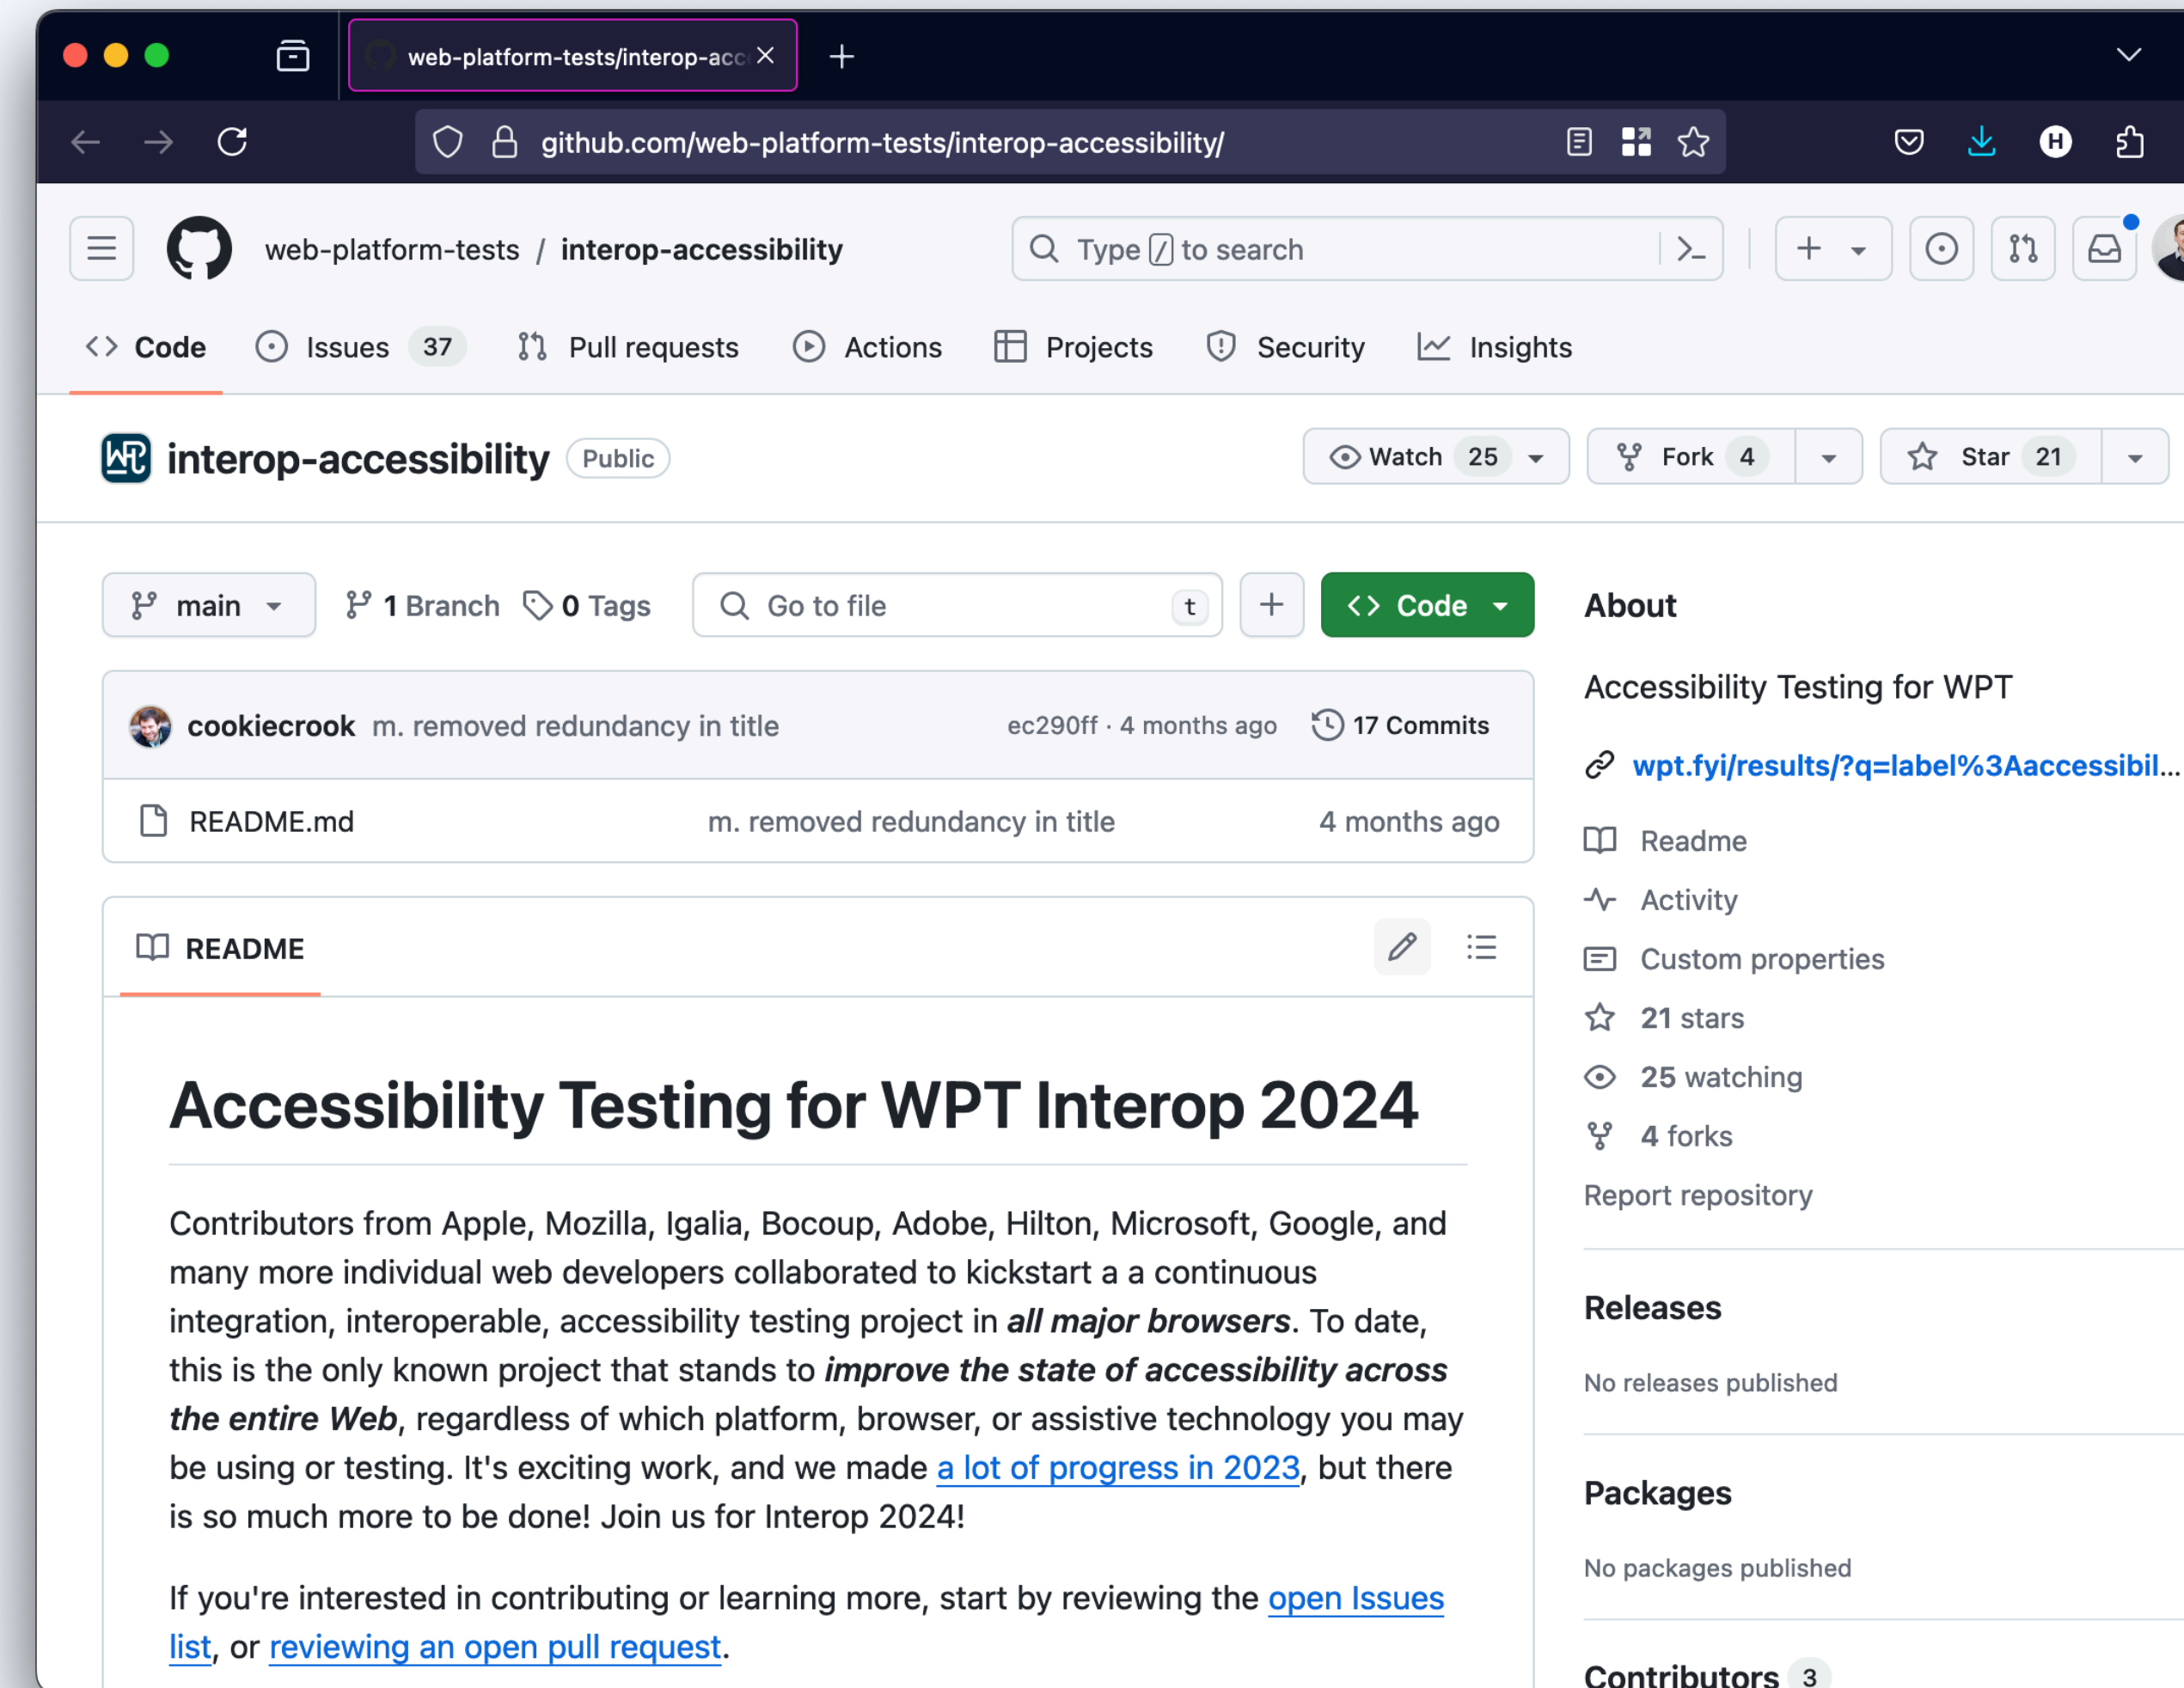 web-platform-tests/interop-acc
github.com/web-platform-tests/interop-accessibility/
H
web-platform-tests / interop-accessibility
Type / to search
Code
Issues 37
Pull requests
Actions
Projects
Security
Insights
interop-accessibility
Public
Watch 25
Fork 4
Star 21
main
1 Branch
0 Tags
Go to file
t
Code
cookiecrook m. removed redundancy in title
ec290ff · 4 months ago
17 Commits
README.md
m. removed redundancy in title
4 months ago
README
Accessibility Testing for WPT Interop 2024
Contributors from Apple, Mozilla, Igalia, Bocoup, Adobe, Hilton, Microsoft, Google, and
many more individual web developers collaborated to kickstart a a continuous
integration, interoperable, accessibility testing project in all major browsers. To date,
this is the only known project that stands to improve the state of accessibility across
the entire Web, regardless of which platform, browser, or assistive technology you may
be using or testing. It's exciting work, and we made a lot of progress in 2023, but there
is so much more to be done! Join us for Interop 2024!
If you're interested in contributing or learning more, start by reviewing the open Issues
list, or reviewing an open pull request.
About
Accessibility Testing for WPT
wpt.fyi/results/?q=label%3Aaccessibil...
Readme
Activity
Custom properties
21 stars
25 watching
4 forks
Report repository
Releases
No releases published
Packages
No packages published
Contributors 3